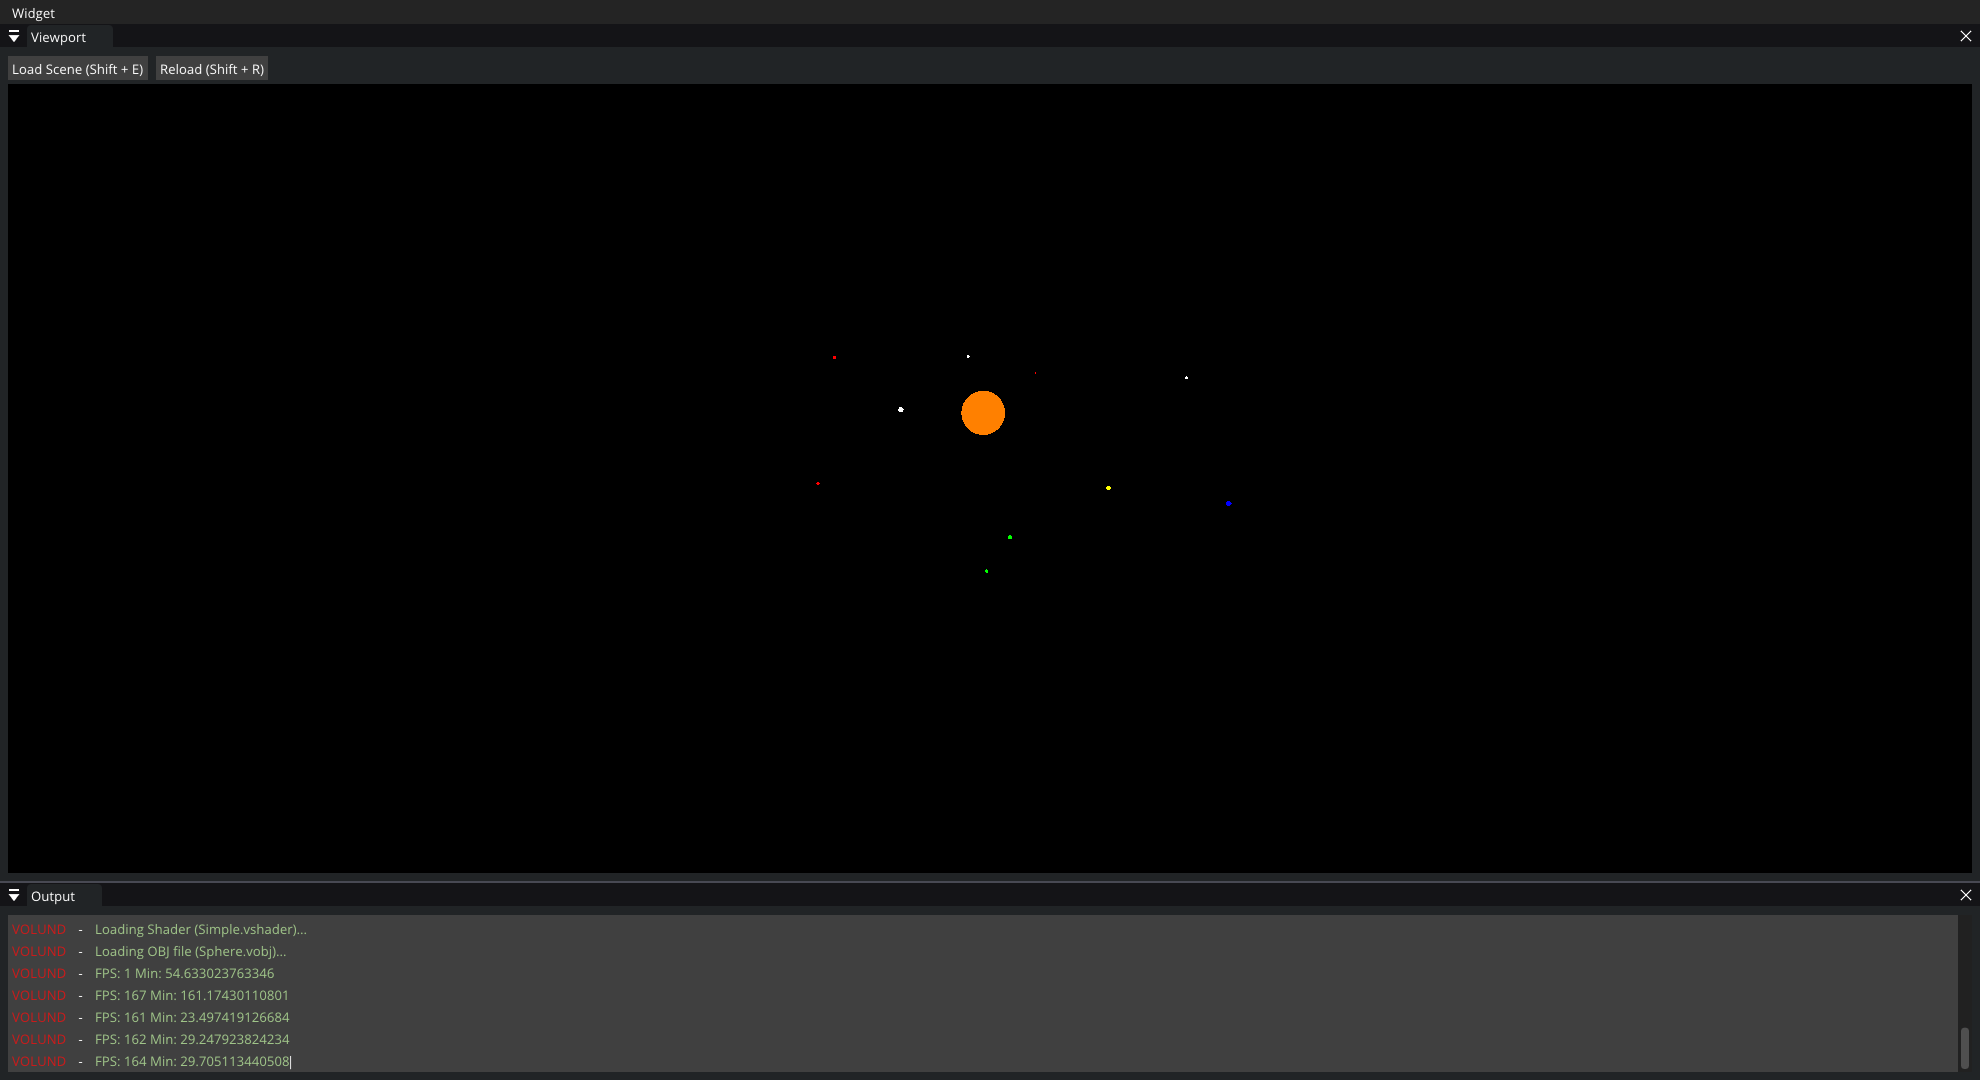 Widget
Viewport
Load Scene (Shift + E) Reload (Shift + R)
Output
VOLUND - Loading Shader (Simple.vshader)...
VOLUND - Loading OBJ file (Sphere.vobj)...
VOLUND - FPS: 1 Min: 54.633023763346
VOLUND - FPS: 167 Min: 161.17430110801
VOLUND - FPS: 161 Min: 23.497419126684
VOLUND - FPS: 162 Min: 29.247923824234
VOLUND - FPS: 164 Min: 29.705113440508